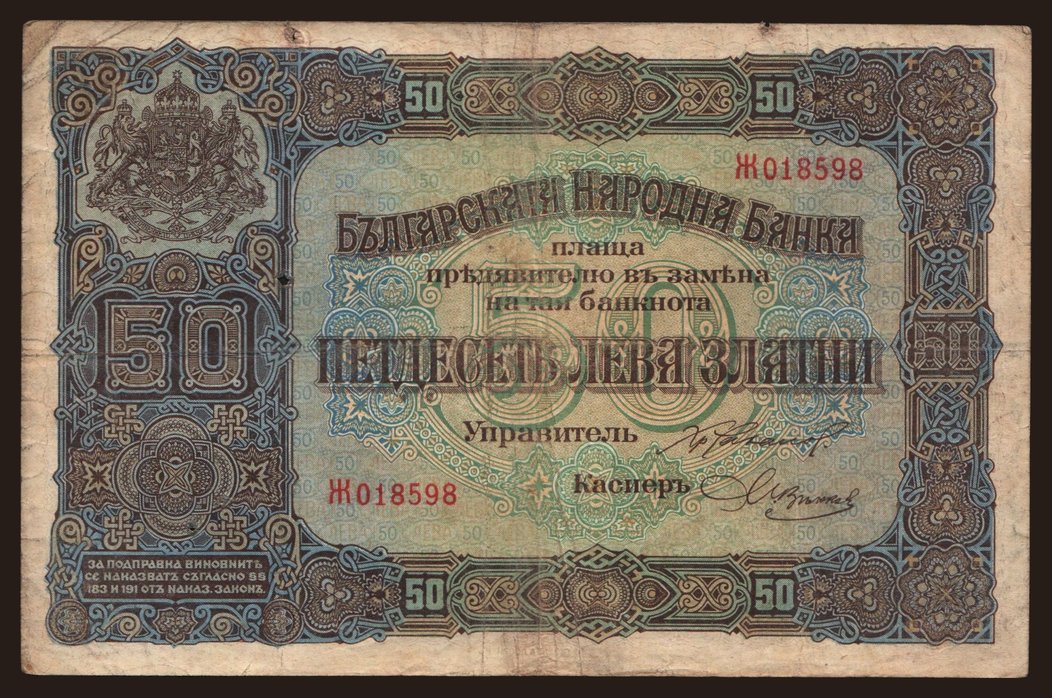 50 50
Ж018598
БЪЛГАРСКАТА НАРОДНА БАНКА
плаща
прѣдявителю въ замѣна
на тая банкнота
50
50
ПЕТДЕСЕТЬ ЛЕВА ЗЛАТНИ
50
Управитель
Касиеръ
Ж018598
ЗА ПОДПРАВКА ВИНОВНИТѢ
СЕ НАКАЗВАТЪ СЪГЛАСНО §§
183 И 191 ОТЪ НАКАЗ. ЗАКОНЪ.
50 50